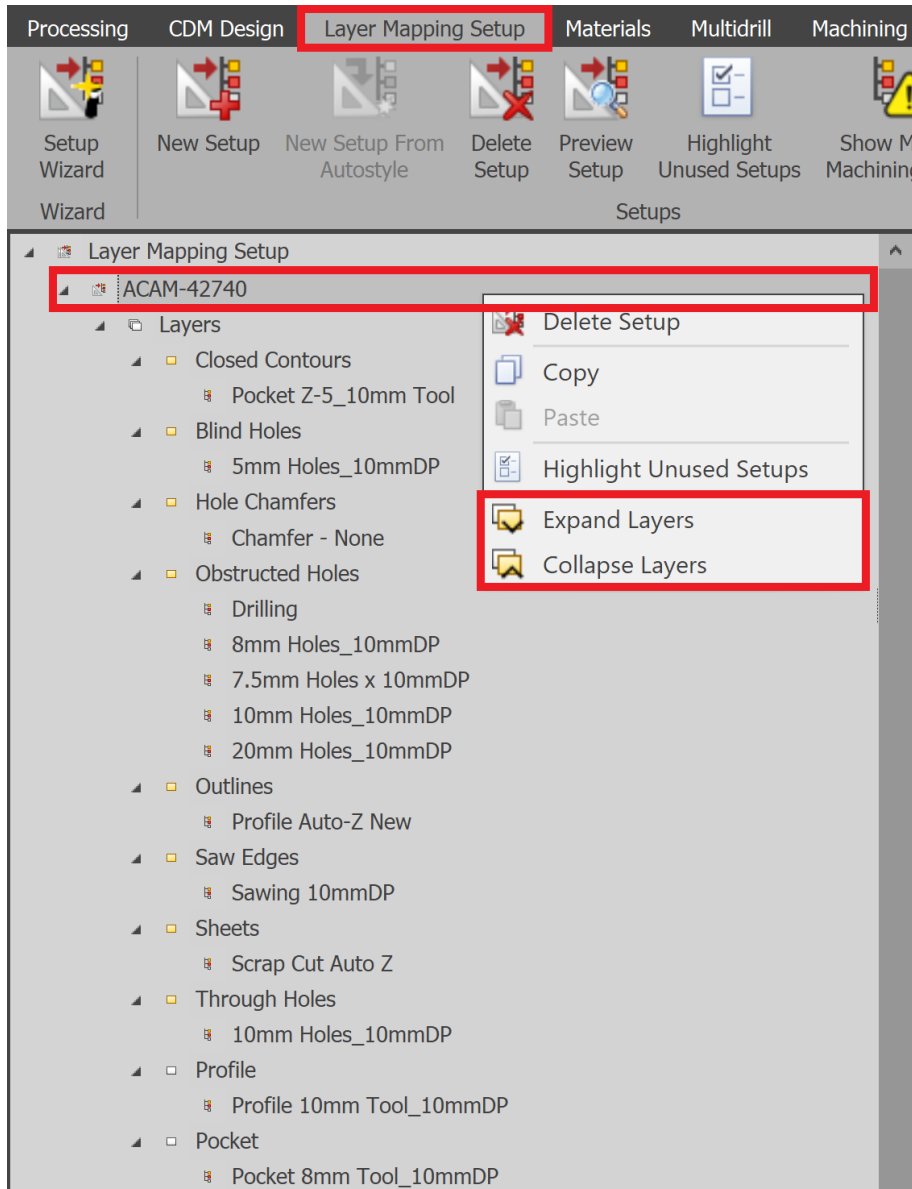 Processing CDM Design Layer Mapping Setup Materials Multidrill Machining
Setup Wizard New Setup New Setup From Autostyle Delete Setup Preview Setup Highlight Unused Setups Show M Machining
Wizard Setups
Layer Mapping Setup
ACAM-42740
Layers
Closed Contours
Pocket Z-5_10mm Tool
Blind Holes
5mm Holes_10mmDP
Hole Chamfers
Chamfer - None
Obstructed Holes
Drilling
8mm Holes_10mmDP
7.5mm Holes x 10mmDP
10mm Holes_10mmDP
20mm Holes_10mmDP
Outlines
Profile Auto-Z New
Saw Edges
Sawing 10mmDP
Sheets
Scrap Cut Auto Z
Through Holes
10mm Holes_10mmDP
Profile
Profile 10mm Tool_10mmDP
Pocket
Pocket 8mm Tool_10mmDP
Delete Setup
Copy
Paste
Highlight Unused Setups
Expand Layers
Collapse Layers